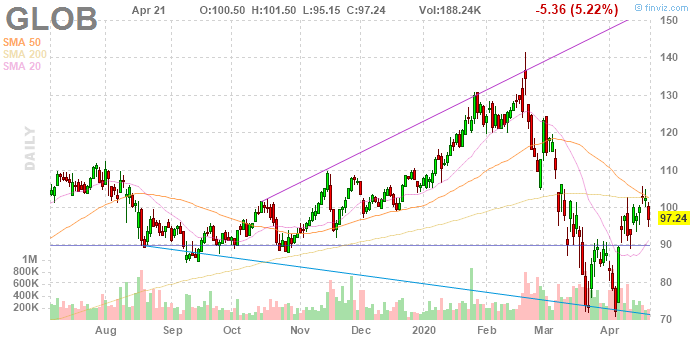 GLOB Apr 21 O:100.50 H:101.50 L:95.15 C:97.24 Vol:188.24K -5.36 (5.22%) © finviz.com
SMA 50
SMA 200
SMA 20
DAILY
150
140
130
120
110
100
97.24
90
80
70
1M
800K
600K
400K
200K
Aug Sep Oct Nov Dec 2020 Feb Mar Apr